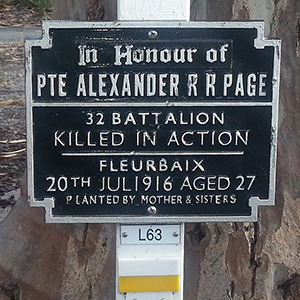 In Honour of
PTE ALEXANDER R R PAGE
32 BATTALION
KILLED IN ACTION
FLEURBAIX
20TH JUL 1916 AGED 27
PLANTED BY MOTHER & SISTERS
L63